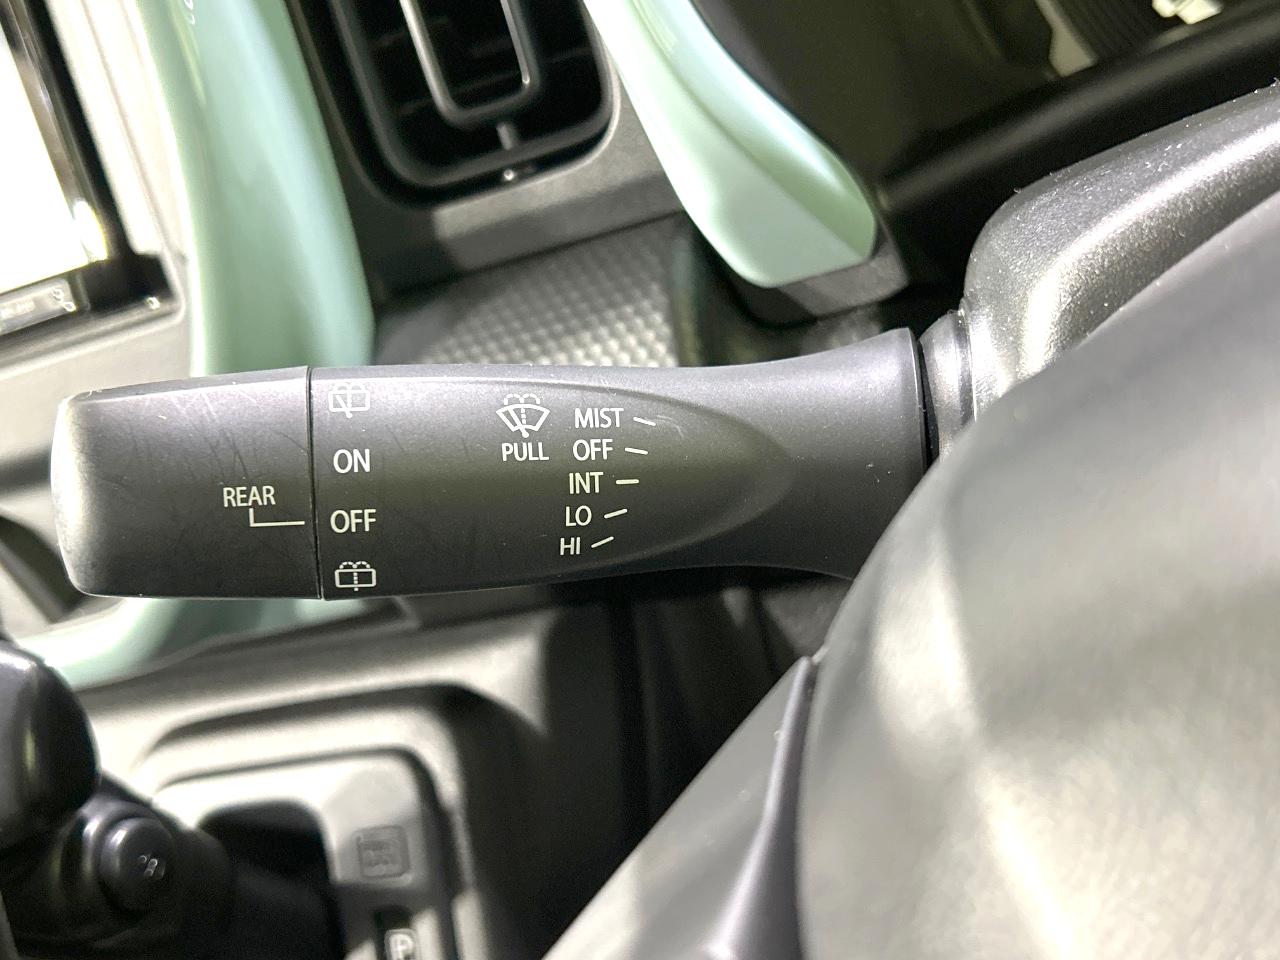 ON
REAR
OFF
PULL
MIST
OFF
INT
LO
HI
P